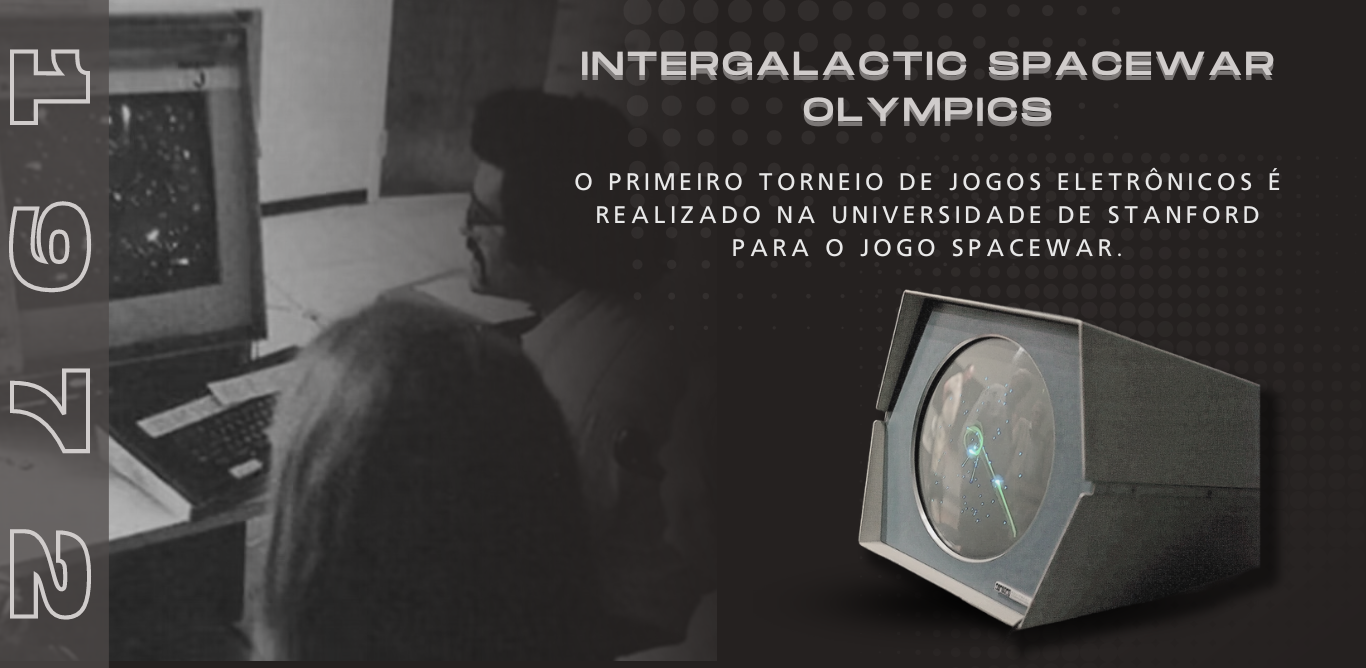 1972
INTERGALACTIC SPACEWAR
OLYMPICS
O PRIMEIRO TORNEIO DE JOGOS ELETRÔNICOS É
REALIZADO NA UNIVERSIDADE DE STANFORD
PARA O JOGO SPACEWAR.